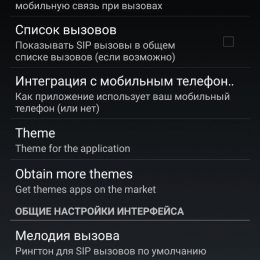 мобильную связь при вызовах
Список вызовов
Показывать SIP вызовы в общем
списке вызовов (если возможно)
Интеграция с мобильным телефон..
Как приложение использует ваш мобильный
телефон (или нет)
Theme
Theme for the application
Obtain more themes
Get themes apps on the market
ОБЩИЕ НАСТРОЙКИ ИНТЕРФЕЙСА
Мелодия вызова
Рингтон для SIP вызовов по умолчанию